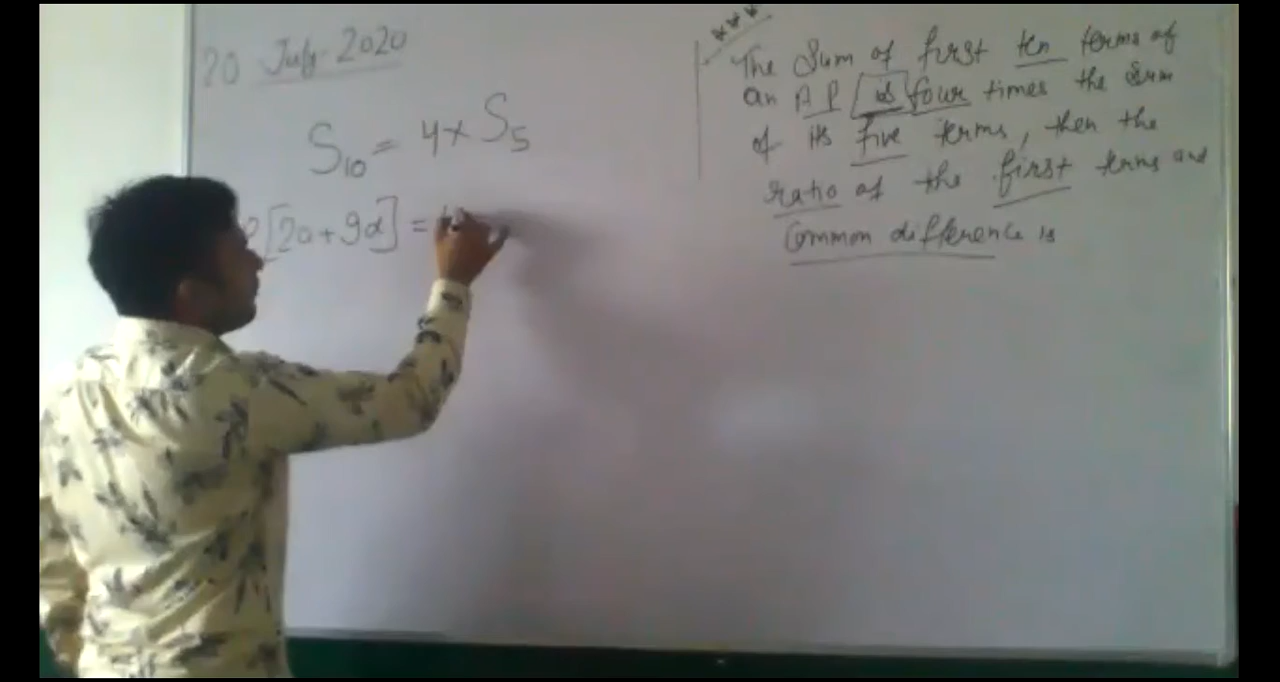 20 July 2020
S10 = 4 x S5
[2a+9d] =
The Sum of first ten terms of
an AP is four times the Sum
of its five terms, then the
ratio of the first terms and
Common difference is